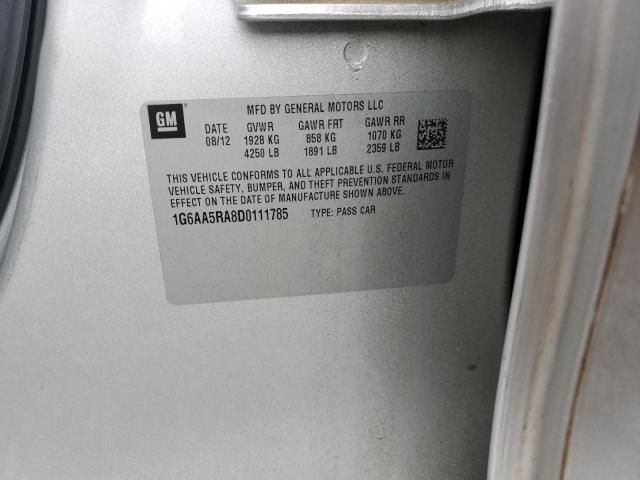 MFD BY GENERAL MOTORS LLC
GM
DATE GVWR GAWR FRT GAWR RR
08/12 1928 KG 858 KG 1070 KG
4250 LB 1891 LB 2359 LB
THIS VEHICLE CONFORMS TO ALL APPLICABLE U.S. FEDERAL MOTOR
VEHICLE SAFETY, BUMPER, AND THEFT PREVENTION STANDARDS IN
EFFECT ON THE DATE OF MANUFACTURE SHOWN ABOVE.
1G6AA5RA8D0111785 TYPE: PASS CAR